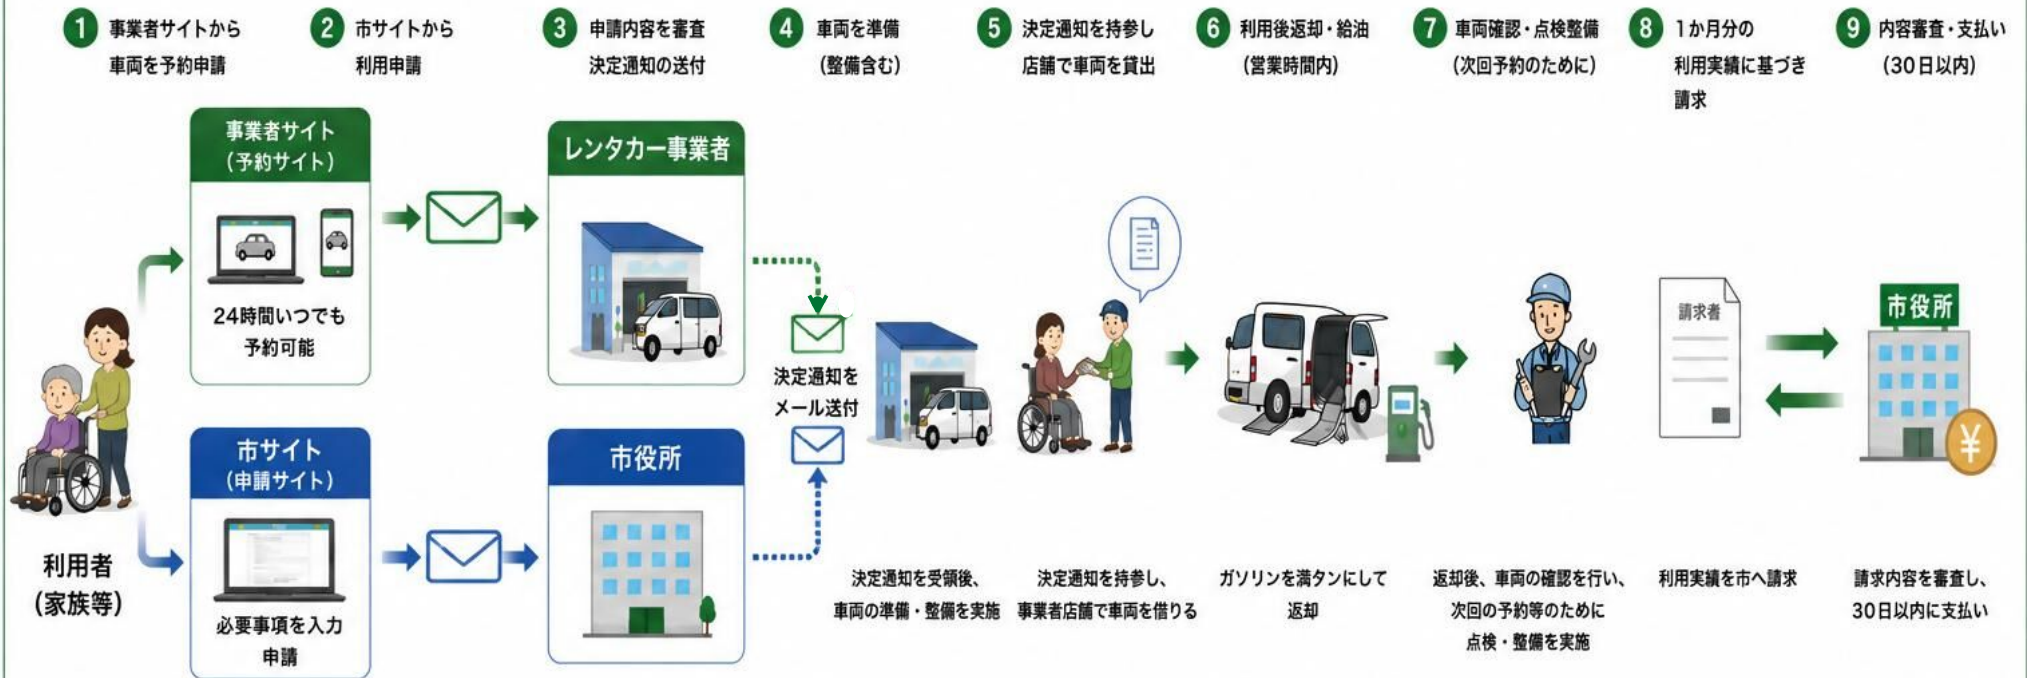 1 事業者サイトから
車両を予約申請
2 市サイトから
利用申請
3 申請内容を審査
決定通知の送付
4 車両を準備
（整備含む）
5 決定通知を持参し
店舗で車両を貸出
6 利用後返却・給油
（営業時間内）
7 車両確認・点検整備
（次回予約のために）
8 1か月分の
利用実績に基づき
請求
9 内容審査・支払い
（30日以内）
事業者サイト
（予約サイト）
24時間いつでも
予約可能
レンタカー事業者
利用者
（家族等）
市サイト
（申請サイト）
必要事項を入力
申請
市役所
決定通知を
メール送付
請求者
市役所
¥
決定通知を受領後、
車両の準備・整備を実施
決定通知を持参し、
事業者店舗で車両を借りる
ガソリンを満タンにして
返却
返却後、車両の確認を行い、
次回の予約等のために
点検・整備を実施
利用実績を市へ請求
請求内容を審査し、
30日以内に支払い